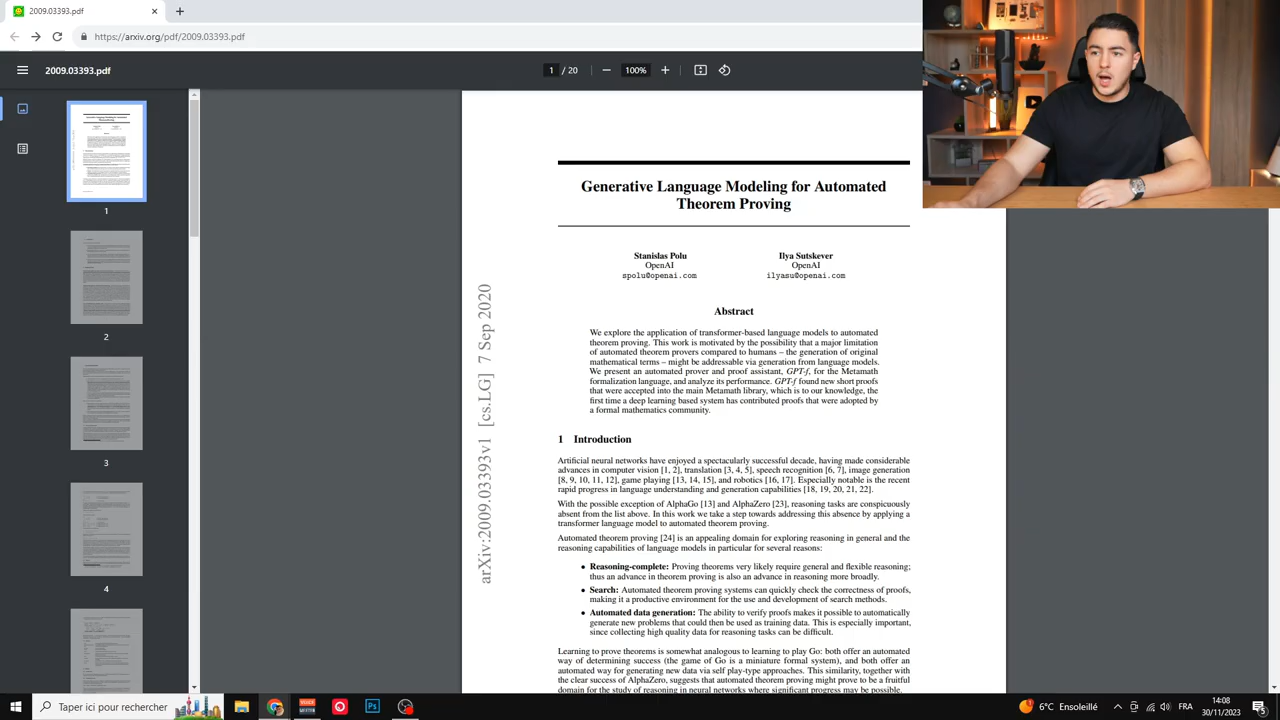 2009.03393.pdf
https://arxiv.org/pdf/2009.03393.pdf
2009.03393.pdf
1 / 20
100%
1
2
3
4
Generative Language Modeling for Automated
Theorem Proving
Stanislas Polu
OpenAI
spolu@openai.com
Ilya Sutskever
OpenAI
ilyasu@openai.com
arXiv:2009.03393v1 [cs.LG] 7 Sep 2020
Abstract
We explore the application of transformer-based language models to automated
theorem proving. This work is motivated by the possibility that a major limitation
of automated theorem provers compared to humans – the generation of original
mathematical terms – might be addressable via generation from language models.
We present an automated prover and proof assistant, GPT-f, for the Metamath
formalization language, and analyze its performance. GPT-f found new short proofs
that were accepted into the main Metamath library, which is to our knowledge, the
first time a deep learning based system has contributed proofs that were adopted by
a formal mathematics community.
1 Introduction
Artificial neural networks have enjoyed a spectacularly successful decade, having made considerable
advances in computer vision [1, 2], translation [3, 4, 5], speech recognition [6, 7], image generation
[8, 9, 10, 11, 12], game playing [13, 14, 15], and robotics [16, 17]. Especially notable is the recent
rapid progress in language understanding and generation capabilities [18, 19, 20, 21, 22].
With the possible exception of AlphaGo [13] and AlphaZero [23], reasoning tasks are conspicuously
absent from the list above. In this work we take a step towards addressing this absence by applying a
transformer language model to automated theorem proving.
Automated theorem proving [24] is an appealing domain for exploring reasoning in general and the
reasoning capabilities of language models in particular for several reasons:
• Reasoning-complete: Proving theorems very likely require general and flexible reasoning;
thus an advance in theorem proving is also an advance in reasoning more broadly.
• Search: Automated theorem proving systems can quickly check the correctness of proofs,
making it a productive environment for the use and development of search methods.
• Automated data generation: The ability to verify proofs makes it possible to automatically
generate new problems that could then be used as training data. This is especially important,
since collecting high quality data for reasoning tasks can be difficult.
Learning to prove theorems is somewhat analogous to learning to play Go: both offer an automated
way of determining success (the game of Go is a miniature formal system), and both offer an
automated way for generating new data via self play-type approaches. This similarity, together with
the clear success of AlphaZero, suggests that automated theorem proving might prove to be a fruitful
domain for the study of reasoning in neural networks where significant progress may be possible.
Taper ici pour rechercher
6°C Ensoleillé
FRA
14:08
30/11/2023